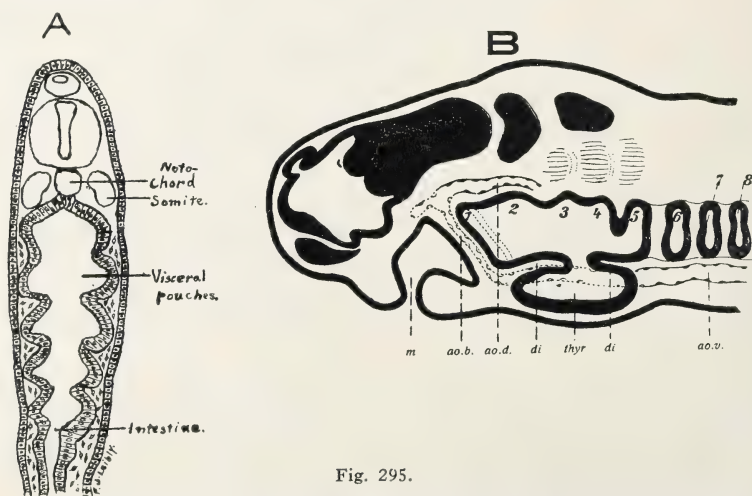 A
B
Noto-
chord
Somite.
Visceral
pouches.
Intestine.
1
2
3
4
5
6
7
8
m
ao.b.
ao.d.
di
thyr
di
ao.v.
Fig. 295.